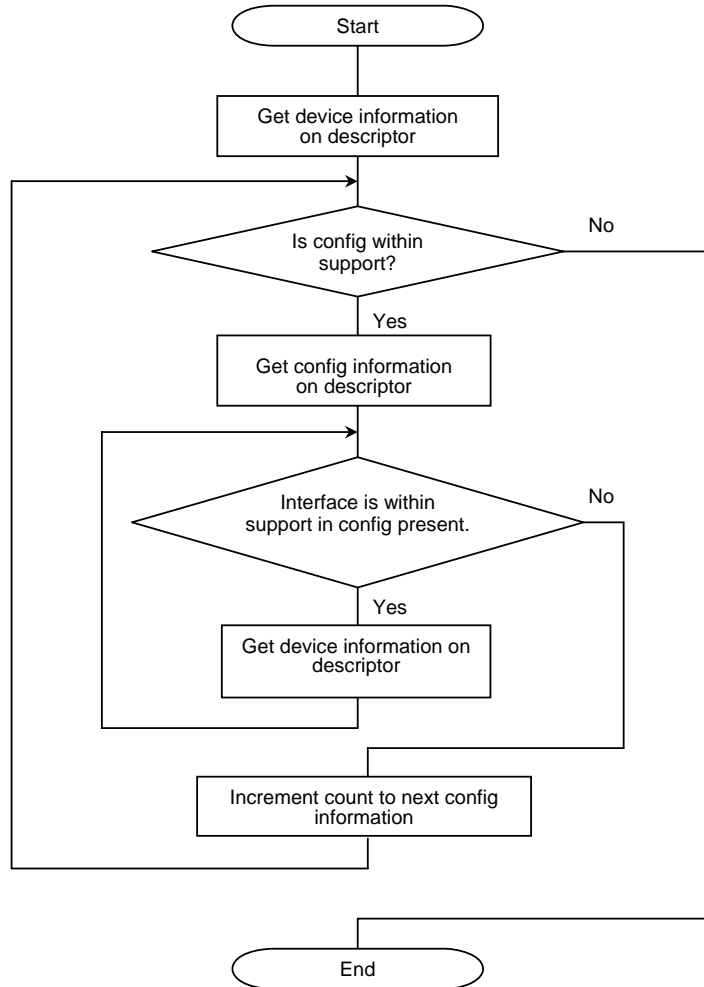 Start
Get device information
on descriptor
Is config within
support?
No
Yes
Get config information
on descriptor
Interface is within
support in config present.
No
Yes
Get device information on
descriptor
Increment count to next config
information
End